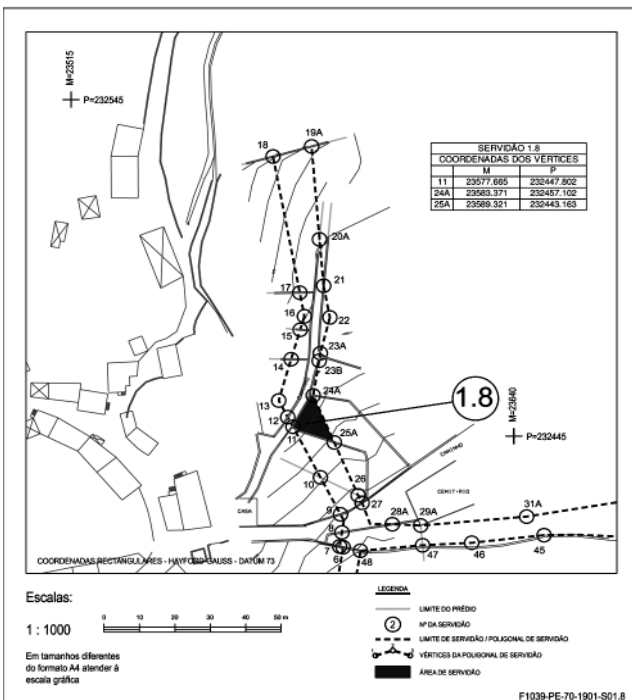 M=23515
P=232545
18
19A
SERVIDÃO 1.8
COORDENADAS DOS VÉRTICES
M P
11 23577.665 232447.802
24A 23583.371 232457.102
25A 23589.321 232443.163
20A
17
21
16
22
15
23A
14
23B
24A
1.8
M=23640
13
12
11
25A
P=232445
CAMINHO
10
26
27
CEMIT-RIO
CASA
9
28A
29A
31A
8
7
6
48
47
46
45
COORDENADAS RECTANGULARES - HAYFORD-GAUSS - DATUM 73
Escalas:
0 10 20 30 40 50 m
1 : 1000
Em tamanhos diferentes
do formato A4 atender à
escala gráfica
LEGENDA
LIMITE DO PRÉDIO
2 Nº DA SERVIDÃO
LIMITE DE SERVIDÃO / POLIGONAL DE SERVIDÃO
VÉRTICES DA POLIGONAL DE SERVIDÃO
ÁREA DE SERVIDÃO
F1039-PE-70-1901-S01.8